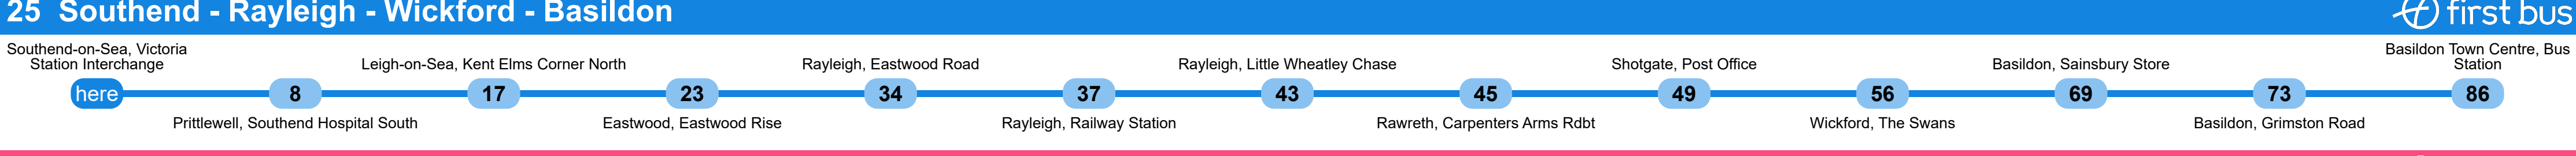 25 Southend - Rayleigh - Wickford - Basildon
first bus
Southend-on-Sea, Victoria
Station Interchange
Leigh-on-Sea, Kent Elms Corner North
Rayleigh, Eastwood Road
Rayleigh, Little Wheatley Chase
Shotgate, Post Office
Basildon, Sainsbury Store
Basildon Town Centre, Bus
Station
here 8 17 23 34 37 43 45 49 56 69 73 86
Prittlewell, Southend Hospital South
Eastwood, Eastwood Rise
Rayleigh, Railway Station
Rawreth, Carpenters Arms Rdbt
Wickford, The Swans
Basildon, Grimston Road